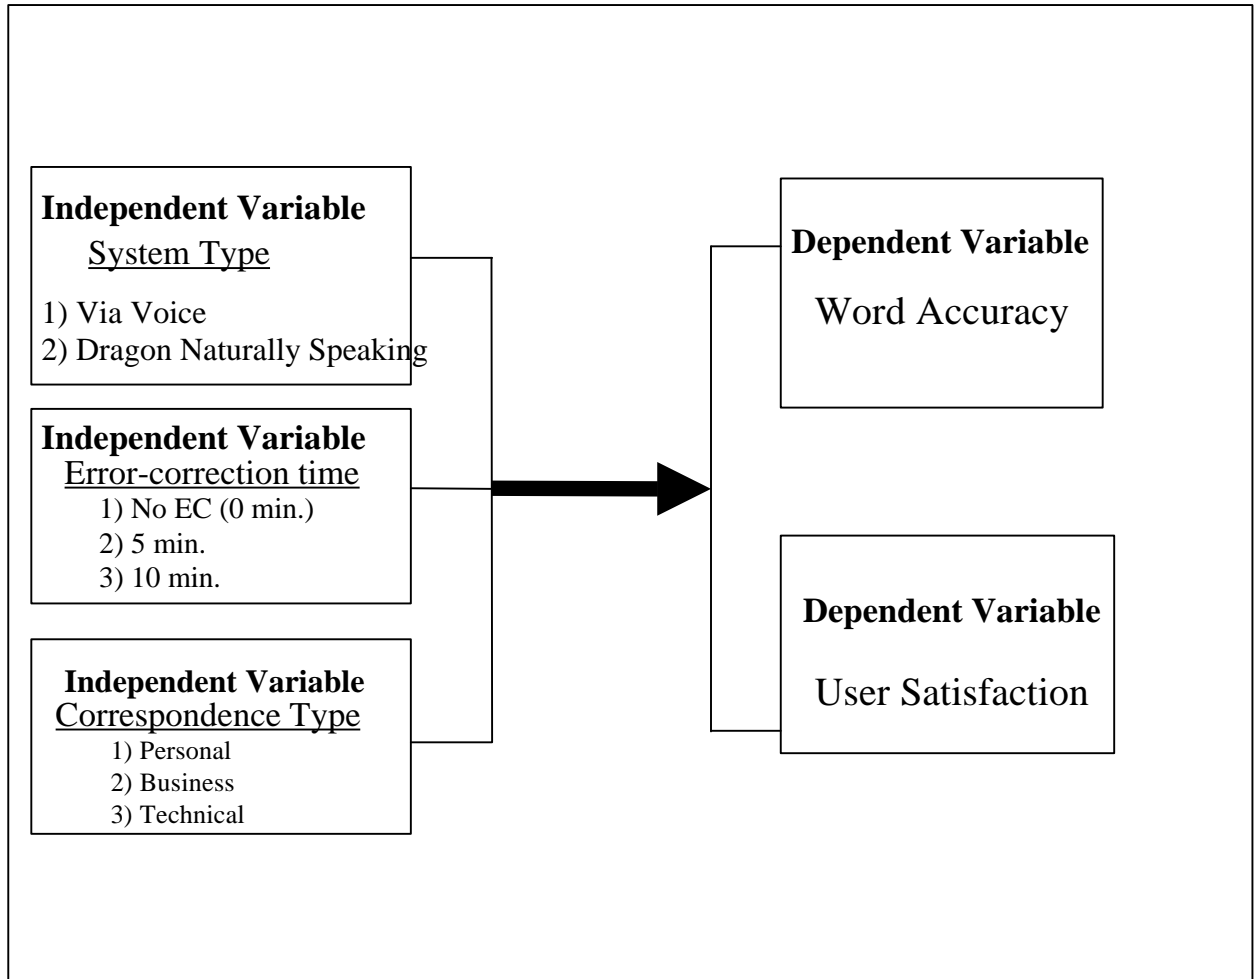 Independent Variable
System Type
1) Via Voice
2) Dragon Naturally Speaking
Independent Variable
Error-correction time
1) No EC (0 min.)
2) 5 min.
3) 10 min.
Independent Variable
Correspondence Type
1) Personal
2) Business
3) Technical
Dependent Variable
Word Accuracy
Dependent Variable
User Satisfaction